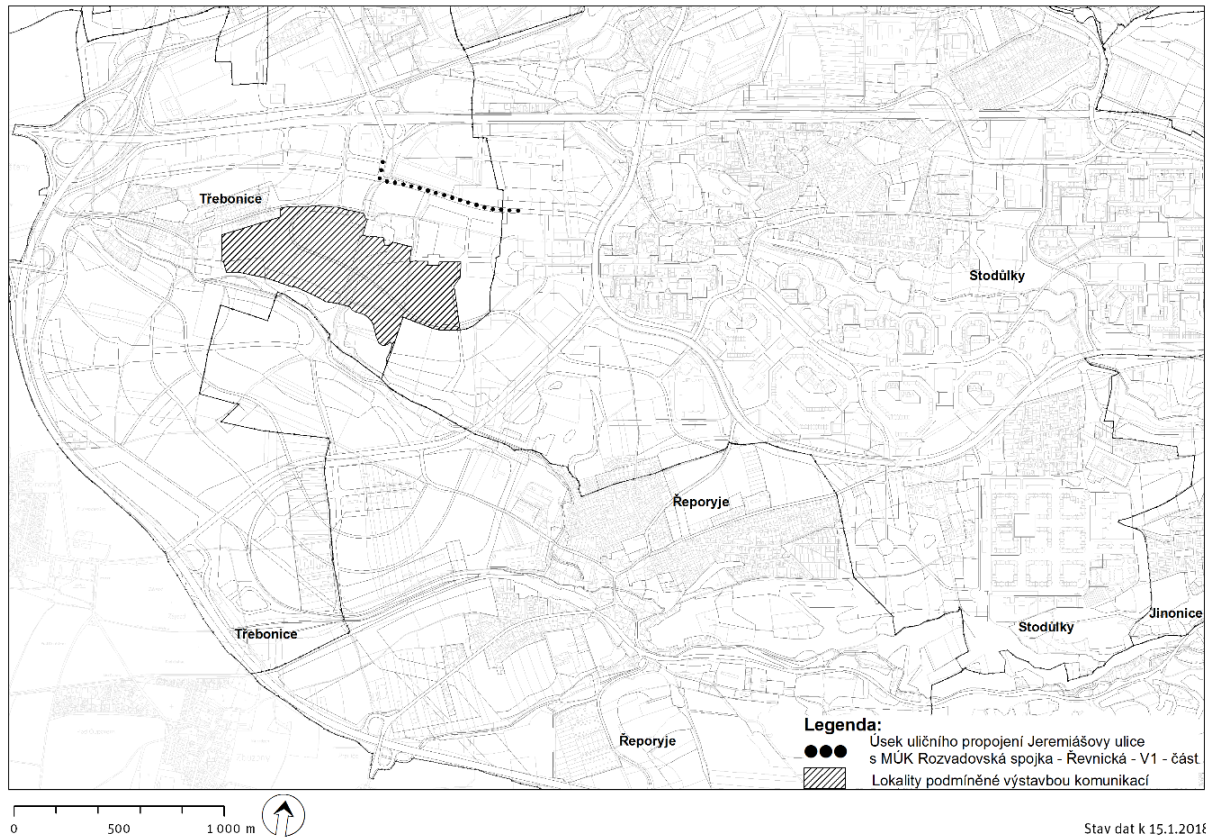 Třebonice
Stodůlky
Řeporyje
Třebonice
Stodůlky
Jinonice
Řeporyje
Legenda:
Úsek uličního propojení Jeremiášovy ulice
s MÚK Rozvadovská spojka - Řevnická - V1 - část
Lokality podmíněné výstavbou komunikací
0 500 1 000 m
Stav dat k 15.1.2018